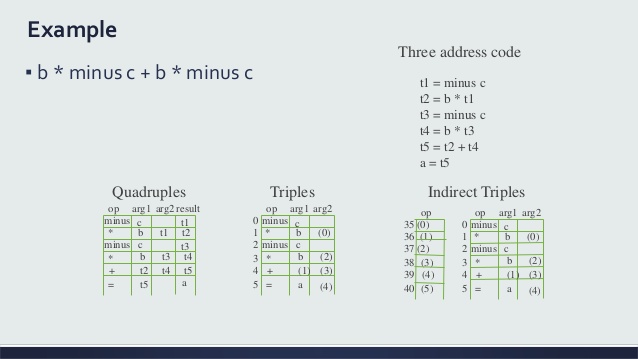 Example
▪ b * minus c + b * minus c
Three address code
t1 = minus c
t2 = b * t1
t3 = minus c
t4 = b * t3
t5 = t2 + t4
a = t5
Quadruples
op arg1 arg2 result
minus c t1
* b t1 t2
minus c t3
* b t3 t4
+ t2 t4 t5
= t5 a
Triples
op arg1 arg2
0 minus c
1 * b (0)
2 minus c
3 * b (2)
4 + (1) (3)
5 = a (4)
Indirect Triples
op
35 (0)
36 (1)
37 (2)
38 (3)
39 (4)
40 (5)
op arg1 arg2
0 minus c
1 * b (0)
2 minus c
3 * b (2)
4 + (1) (3)
5 = a (4)